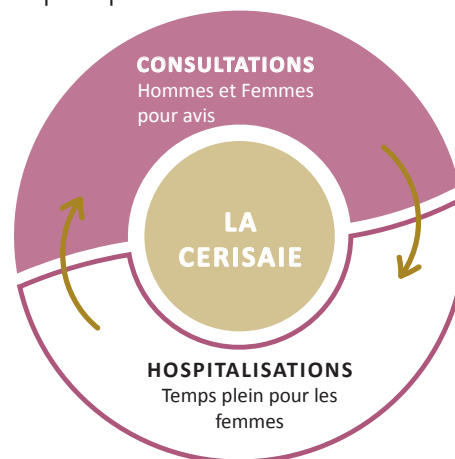 CONSULTATIONS
Hommes et Femmes
pour avis
LA
CERISAIE
HOSPITALISATIONS
Temps plein pour les
femmes